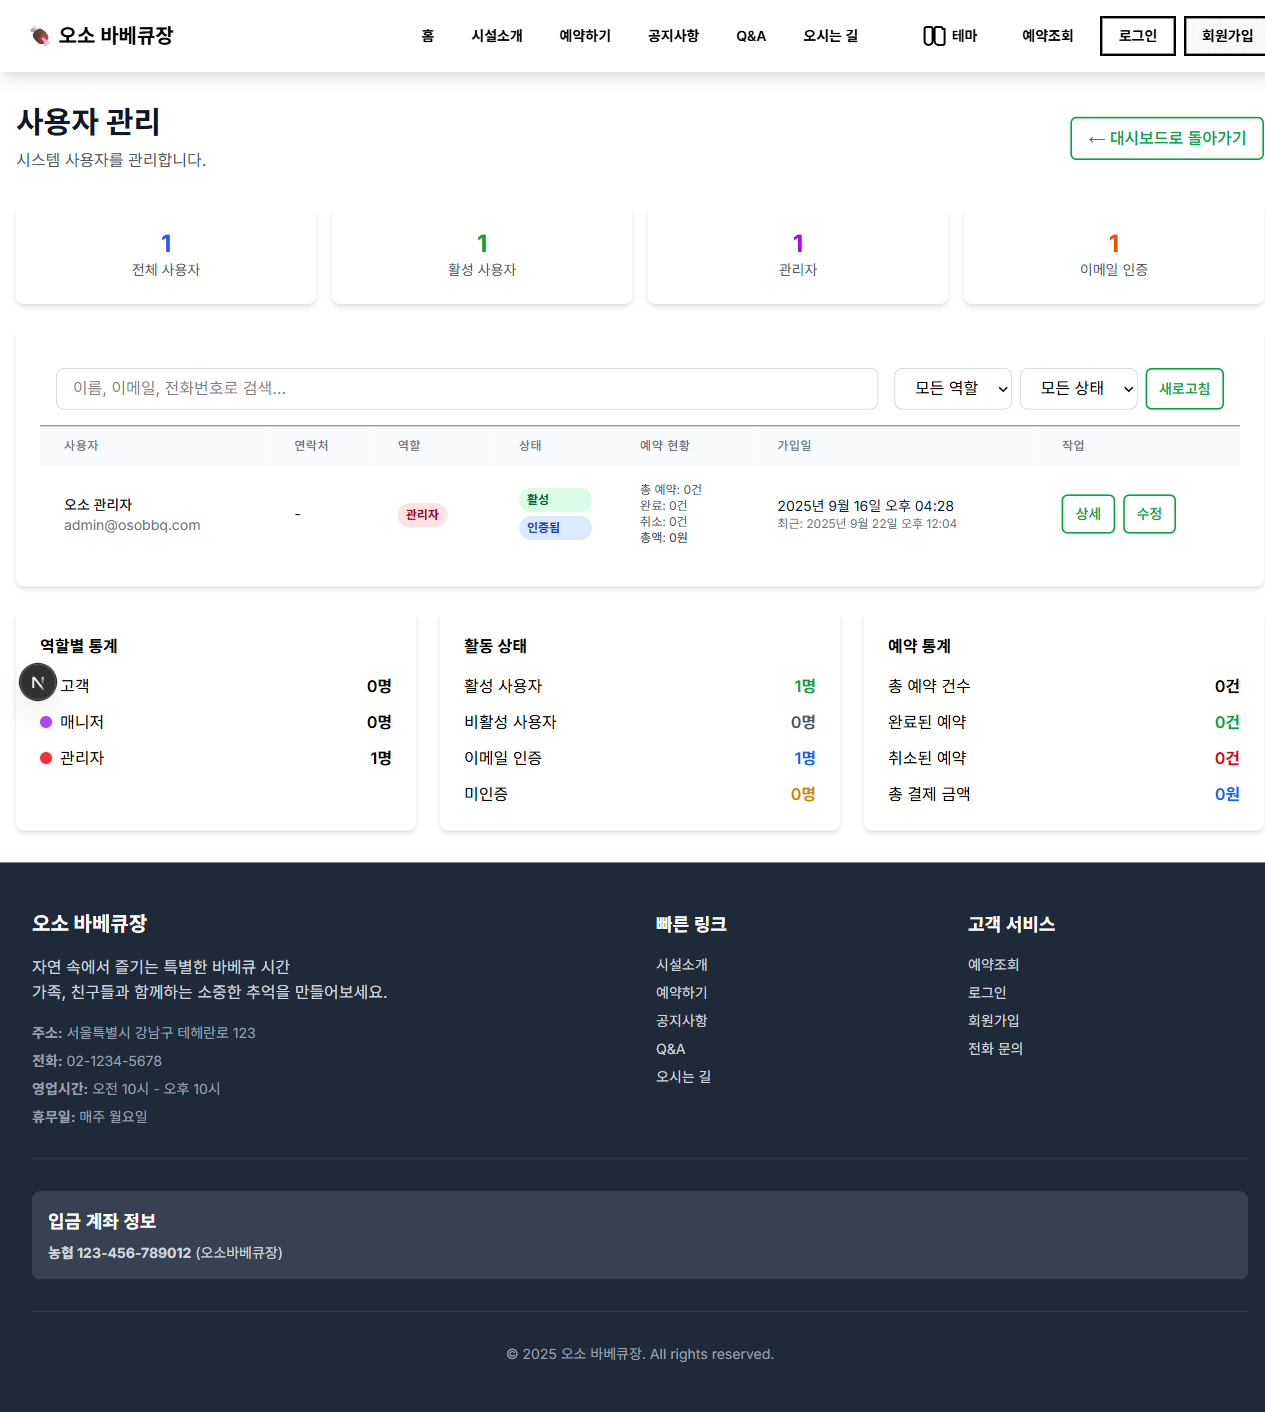 오소 바베큐장
홈 시설소개 예약하기 공지사항 Q&A 오시는 길 테마 예약조회 로그인 회원가입
사용자 관리
시스템 사용자를 관리합니다.
← 대시보드로 돌아가기
1 1 1 1
전체 사용자 활성 사용자 관리자 이메일 인증
이름, 이메일, 전화번호로 검색... 모든 역할 모든 상태 새로고침
사용자 연락처 역할 상태 예약 현황 가입일 작업
오소 관리자
admin@osobbq.com
-
관리자
활성
인증됨
총 예약: 0건
완료: 0건
취소: 0건
총액: 0원
2025년 9월 16일 오후 04:28
최근: 2025년 9월 22일 오후 12:04
상세 수정
역할별 통계
N
고객 0명
매니저 0명
관리자 1명
활동 상태
활성 사용자 1명
비활성 사용자 0명
이메일 인증 1명
미인증 0명
예약 통계
총 예약 건수 0건
완료된 예약 0건
취소된 예약 0건
총 결제 금액 0원
오소 바베큐장
자연 속에서 즐기는 특별한 바베큐 시간
가족, 친구들과 함께하는 소중한 추억을 만들어보세요.
주소: 서울특별시 강남구 테헤란로 123
전화: 02-1234-5678
영업시간: 오전 10시 - 오후 10시
휴무일: 매주 월요일
빠른 링크
시설소개
예약하기
공지사항
Q&A
오시는 길
고객 서비스
예약조회
로그인
회원가입
전화 문의
입금 계좌 정보
농협 123-456-789012 (오소바베큐장)
© 2025 오소 바베큐장. All rights reserved.